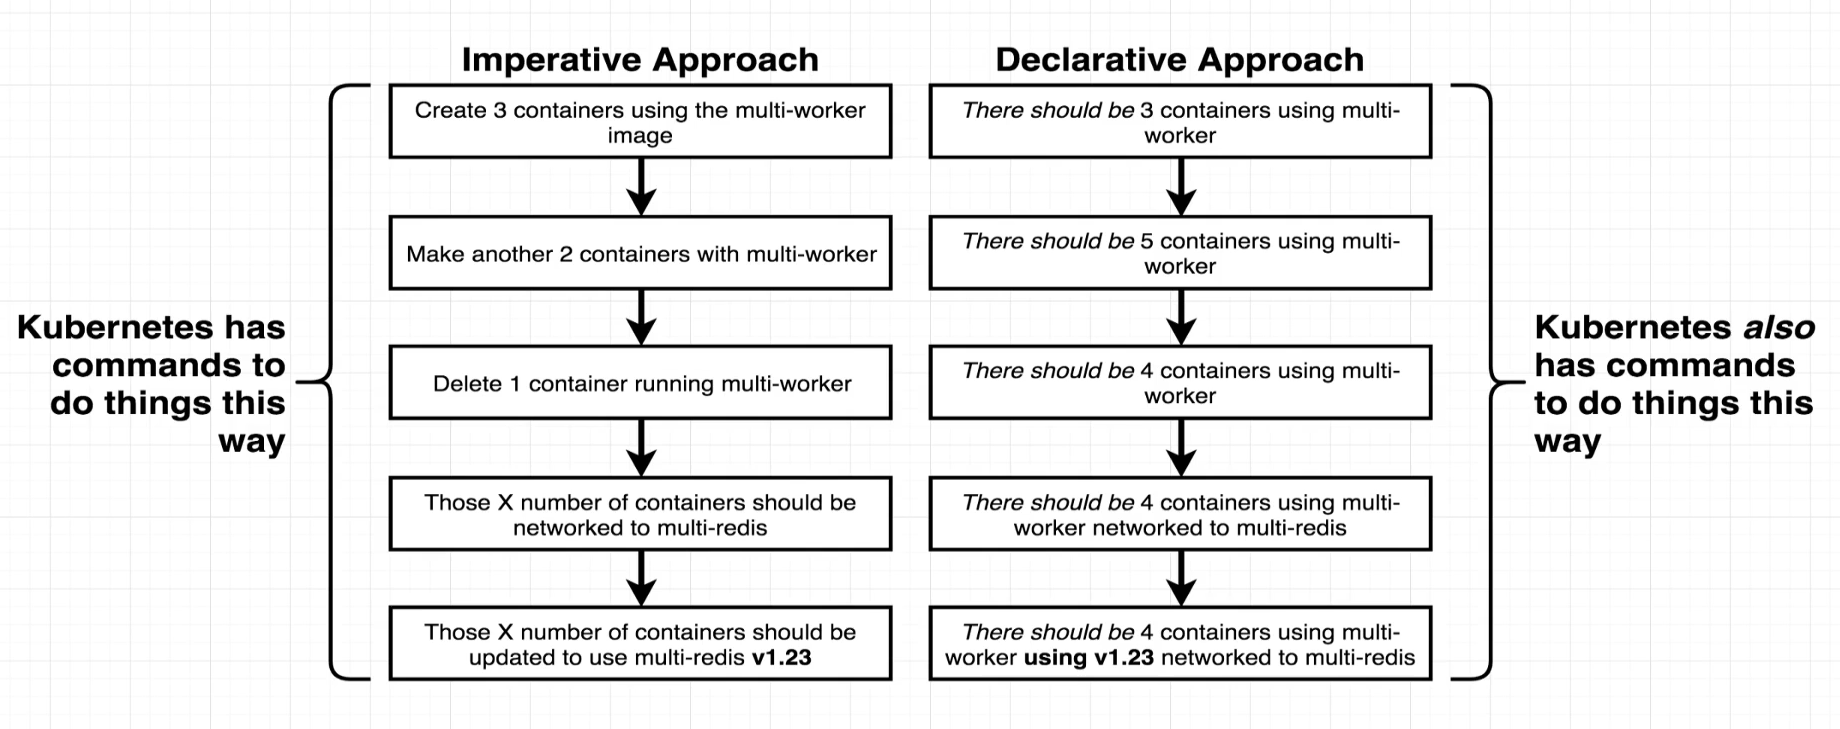 Imperative Approach
Create 3 containers using the multi-worker
image
Make another 2 containers with multi-worker
Delete 1 container running multi-worker
Those X number of containers should be
networked to multi-redis
Those X number of containers should be
updated to use multi-redis v1.23
Kubernetes has
commands to
do things this
way
Declarative Approach
There should be 3 containers using multi-
worker
There should be 5 containers using multi-
worker
There should be 4 containers using multi-
worker
There should be 4 containers using multi-
worker networked to multi-redis
There should be 4 containers using multi-
worker using v1.23 networked to multi-redis
Kubernetes also
has commands
to do things this
way